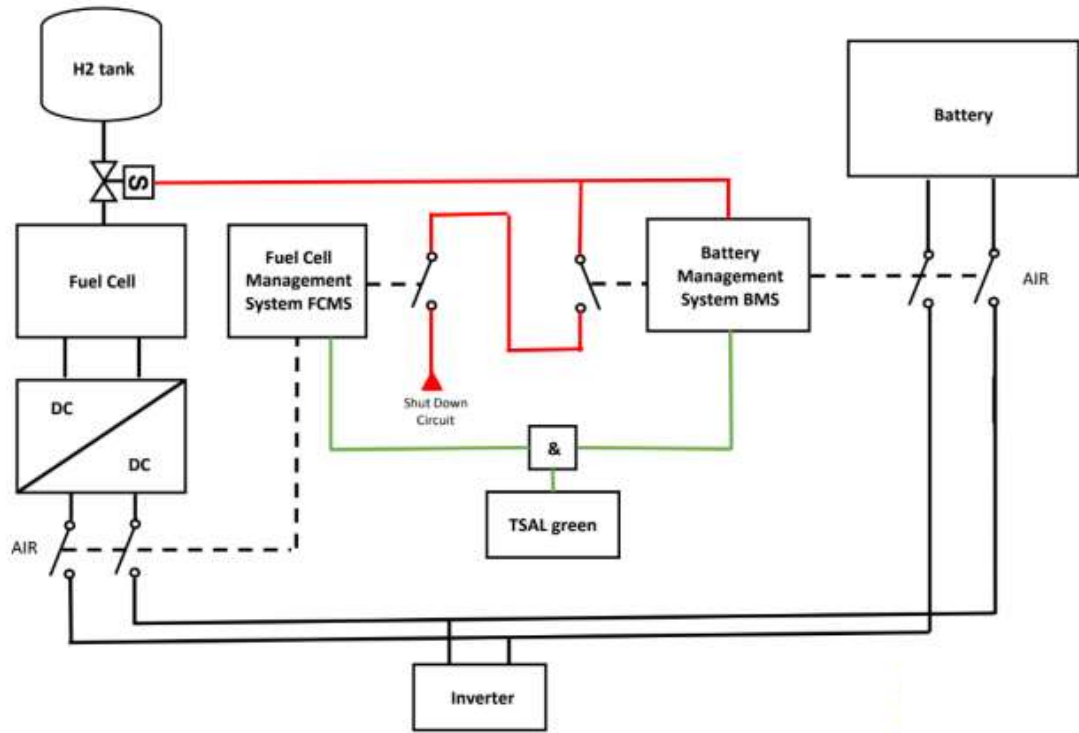 H2 tank
Battery
S
Fuel Cell
Fuel Cell
Management
System FCMS
Battery
Management
System BMS
AIR
DC
DC
Shut Down
Circuit
&
TSAL green
AIR
Inverter